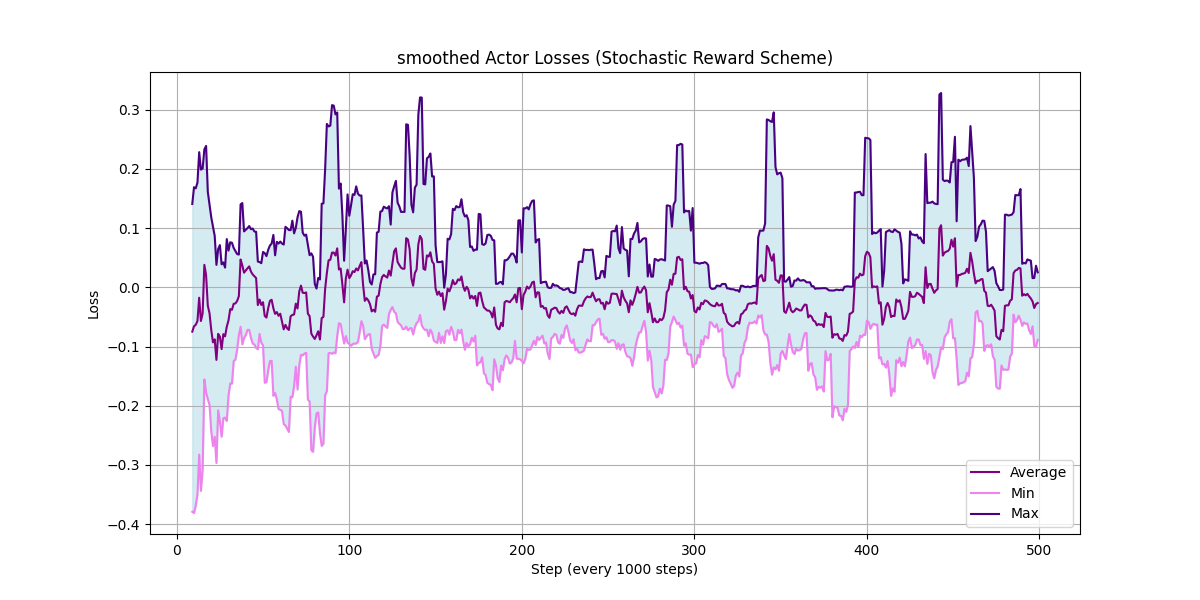 smoothed Actor Losses (Stochastic Reward Scheme)
0.3
0.2
0.1
0.0
−0.1
−0.2
−0.3
−0.4
Loss
0 100 200 300 400 500
Step (every 1000 steps)
Average
Min
Max